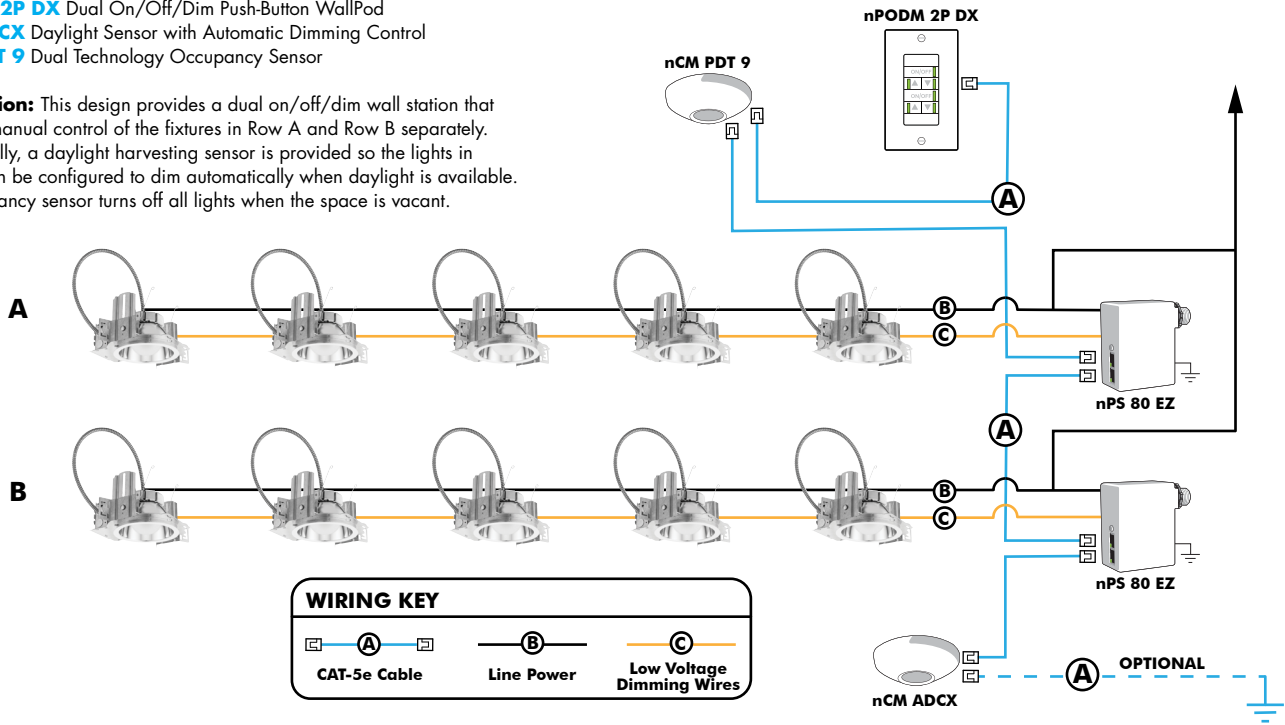 2P DX Dual On/Off/Dim Push-Button WallPod
CX Daylight Sensor with Automatic Dimming Control
T 9 Dual Technology Occupancy Sensor
ion: This design provides a dual on/off/dim wall station that
manual control of the fixtures in Row A and Row B separately.
lly, a daylight harvesting sensor is provided so the lights in
n be configured to dim automatically when daylight is available.
ancy sensor turns off all lights when the space is vacant.
nPODM 2P DX
nCM PDT 9
ON/OFF
ON/OFF
A
A
B
C
nPS 80 EZ
A
B
B
C
nPS 80 EZ
WIRING KEY
A
B
C
CAT-5e Cable
Line Power
Low Voltage
Dimming Wires
nCM ADCX
A
OPTIONAL